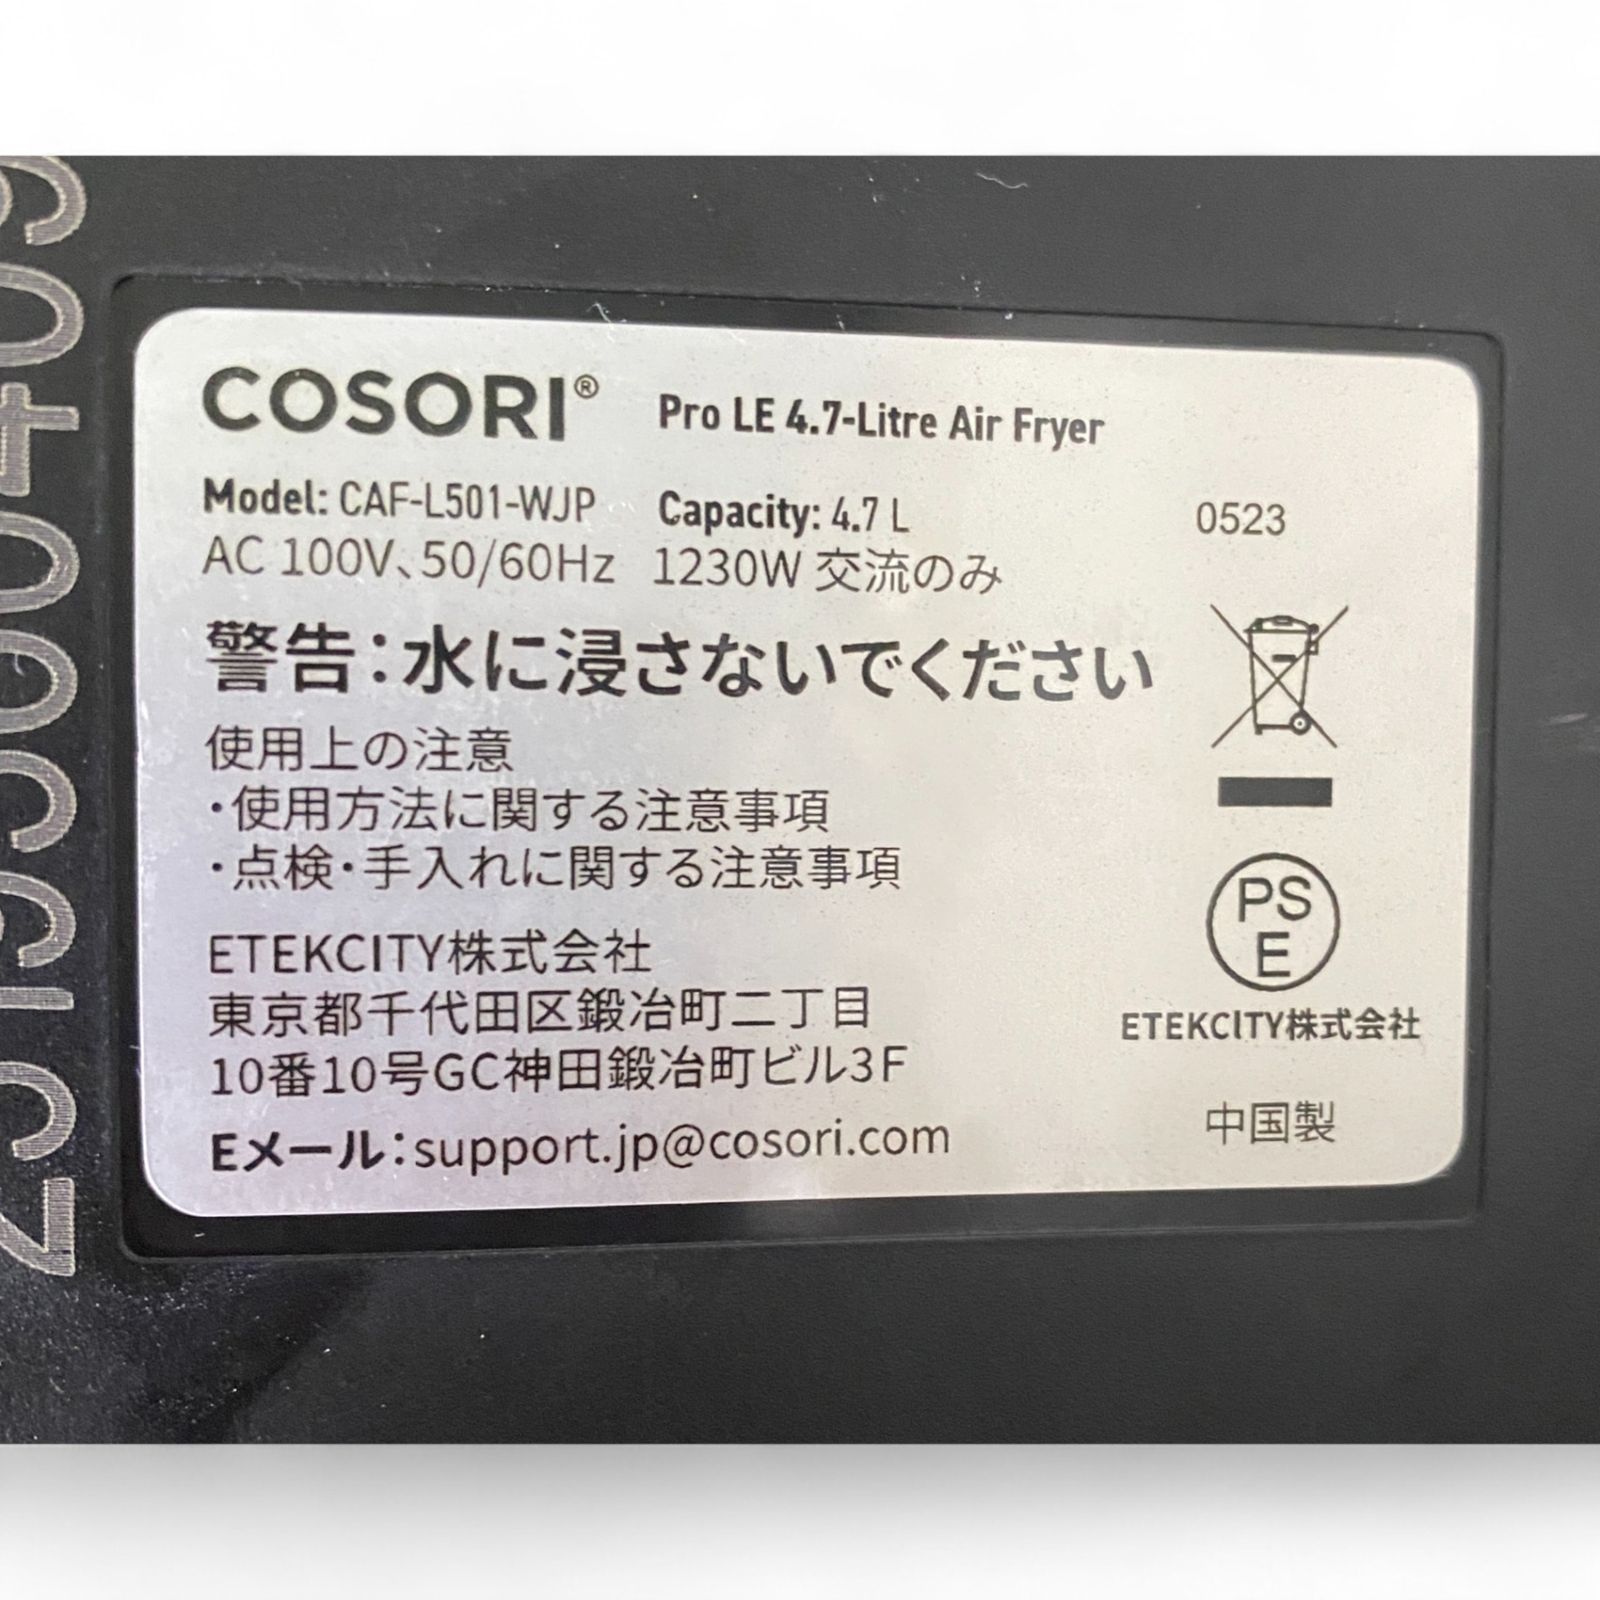 COSORI® Pro LE 4.7-Litre Air Fryer
Model: CAF-L501-WJP Capacity: 4.7 L
AC 100V、50/60Hz 1230W 交流のみ
0523
警告：水に浸さないでください
使用上の注意
・使用方法に関する注意事項
・点検・手入れに関する注意事項
ETEKCITY株式会社
東京都千代田区鍛冶町二丁目
10番10号GC神田鍛冶町ビル3F
Eメール：support.jp@cosori.com
PS
E
ETEKCITY株式会社
中国製